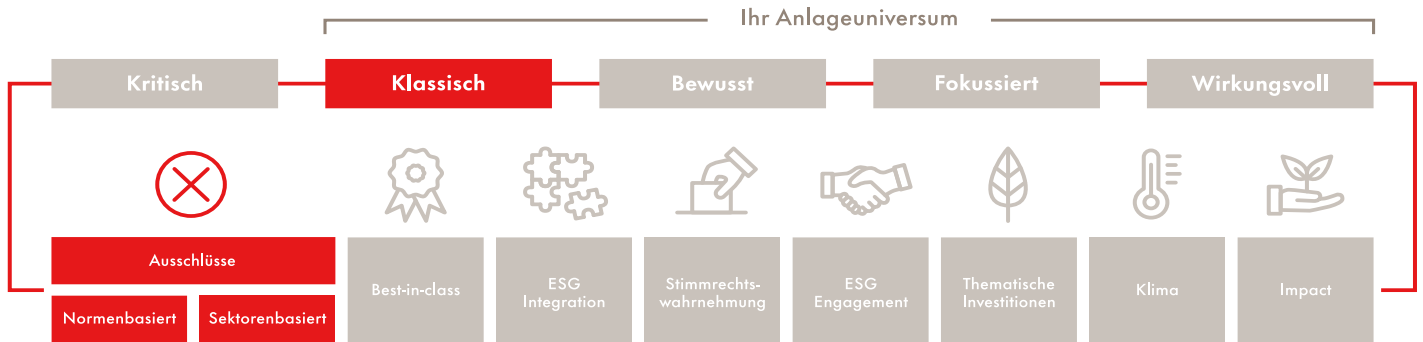 Ihr Anlageuniversum
Kritisch
Klassisch
Bewusst
Fokussiert
Wirkungsvoll
Ausschlüsse
Normenbasiert
Sektorenbasiert
Best-in-class
ESG
Integration
Stimmrechts-
wahrnehmung
ESG
Engagement
Thematische
Investitionen
Klima
Impact